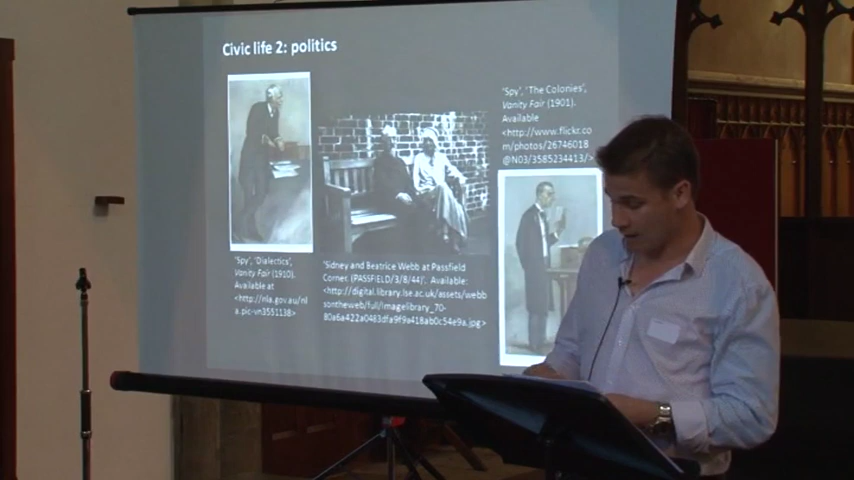 Civic life 2: politics
'Spy', 'The Colonies',
Vanity Fair (1901).
Available
<http://www.flickr.co
m/photos/26746018
@N03/3585234413/>
'Spy', 'Dialectics',
Vanity Fair (1910).
Available at
<http://nla.gov.au/nl
a.pic-vn3551138>
'Sidney and Beatrice Webb at Passfield
Corner. (PASSFIELD/3/8/44)'. Available:
<http://digital.library.lse.ac.uk/assets/webb
sontheweb/full/imagelibrary_70-
80a6a422a0483dfa9f9a418ab0c54e9a.jpg>